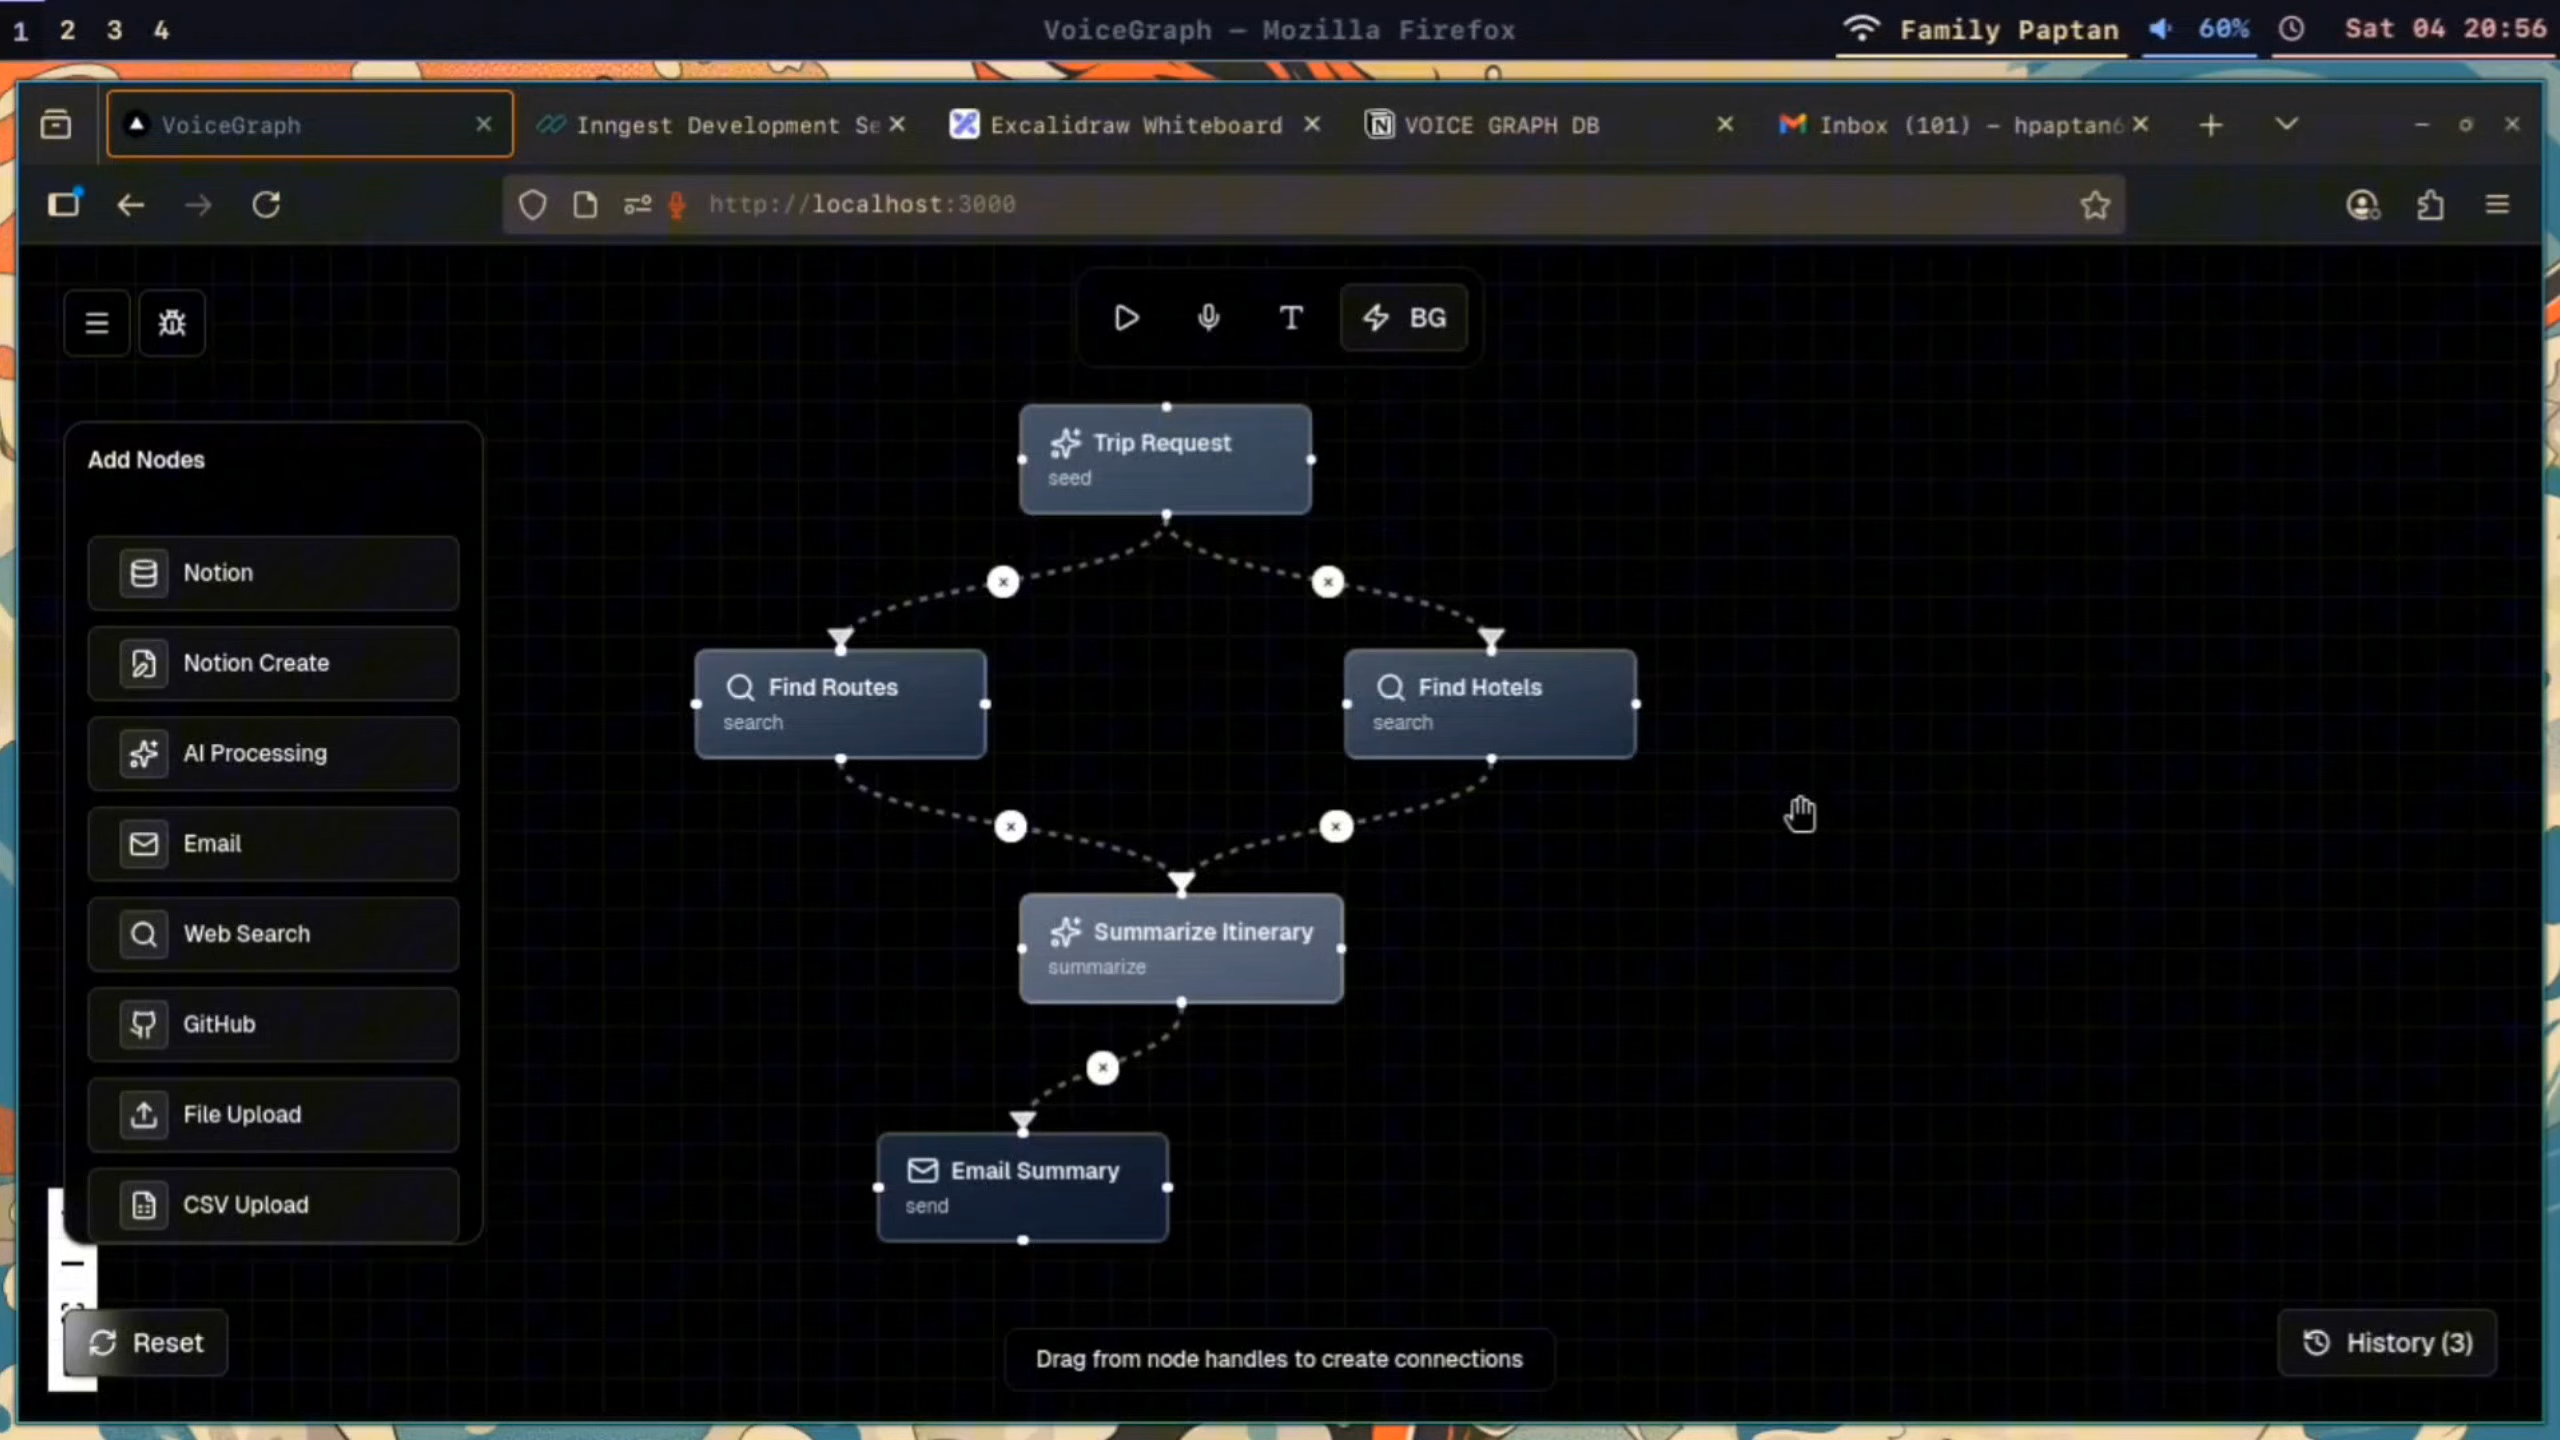 1 2 3 4
VoiceGraph — Mozilla Firefox
Family Paptan
60%
Sat 04 20:56
VoiceGraph
Inngest Development Se
Excalidraw Whiteboard
VOICE GRAPH DB
Inbox (101) – hpaptan6
http://localhost:3000
T
BG
Add Nodes
Notion
Notion Create
AI Processing
Email
Web Search
GitHub
File Upload
CSV Upload
Reset
Trip Request
seed
Find Routes
search
Find Hotels
search
Summarize Itinerary
summarize
Email Summary
send
Drag from node handles to create connections
History (3)